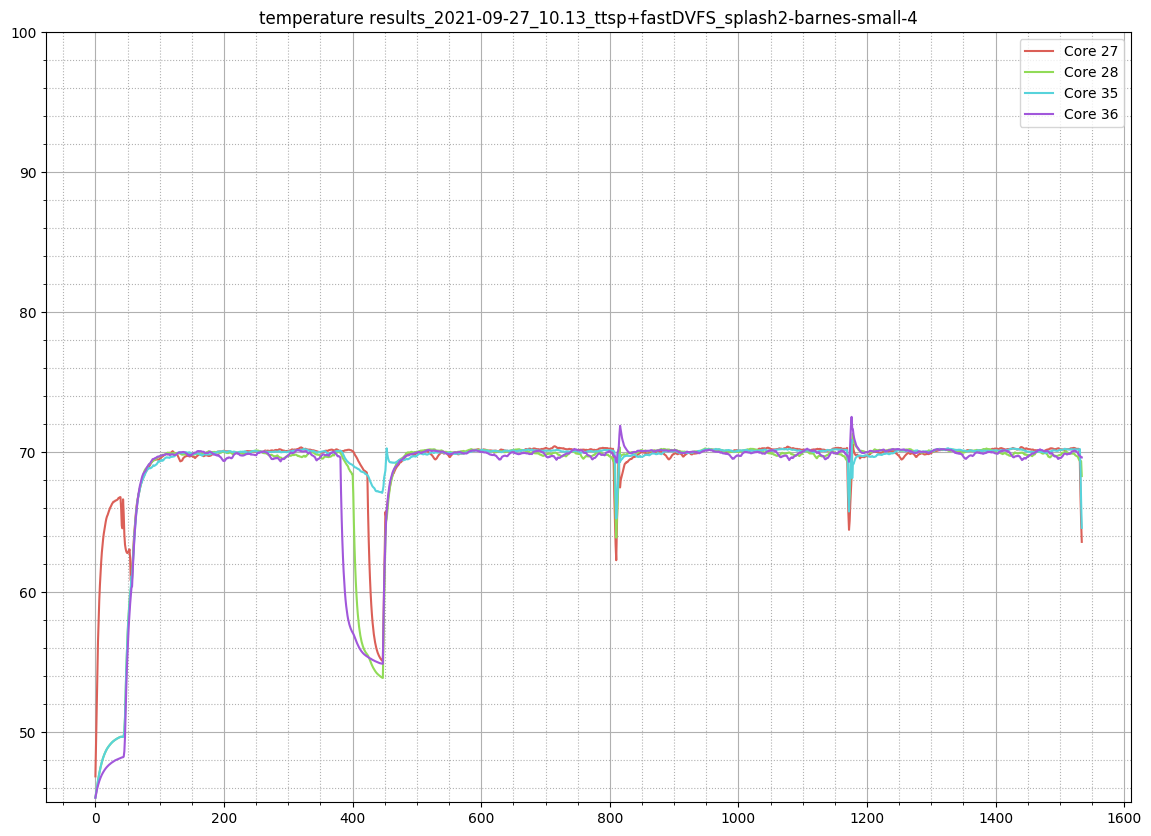 temperature results_2021-09-27_10.13_ttsp+fastDVFS_splash2-barnes-small-4
100
90
80
70
60
50
Core 27
Core 28
Core 35
Core 36
0 200 400 600 800 1000 1200 1400 1600